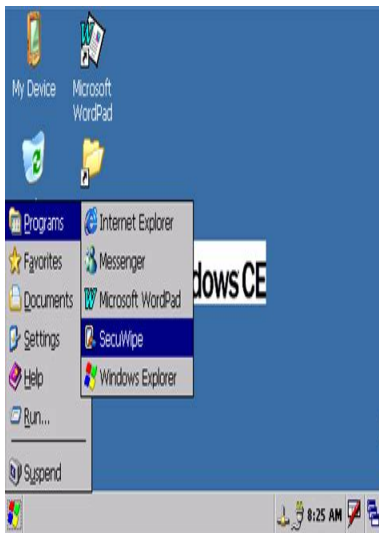 My Device
Microsoft
WordPad
Programs
Favorites
Documents
Settings
Help
Run...
Suspend
Internet Explorer
Messenger
Microsoft WordPad
SecuWipe
Windows Explorer
dows CE
8:25 AM